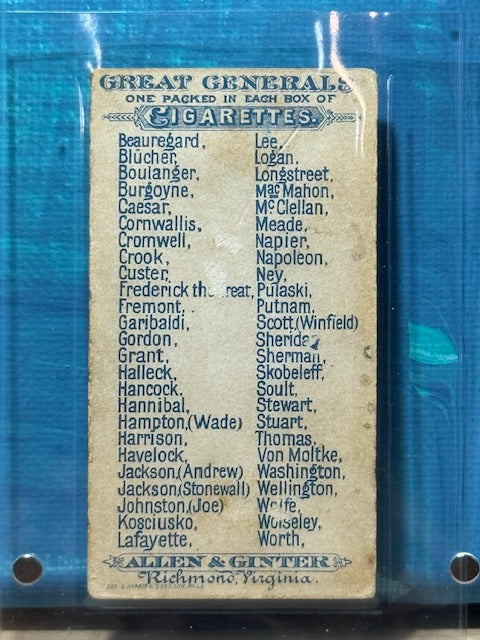 GREAT GENERALS
ONE PACKED IN EACH BOX OF
CIGARETTES.
Beauregard,
Blücher,
Boulanger,
Burgoyne,
Caesar,
Cornwallis,
Cromwell,
Crook,
Custer,
Frederick the reat,
Fremont,
Garibaldi,
Gordon,
Grant,
Halleck,
Hancock,
Hannibal,
Hampton,(Wade)
Harrison,
Havelock,
Jackson,(Andrew)
Jackson,(Stonewall)
Johnston,(Joe)
Kosciusko,
Lafayette,
Lee,
Logan,
Longstreet,
MacMahon,
McClellan,
Meade,
Napier,
Napoleon,
Ney,
Pulaski,
Putnam,
Scott,(Winfield)
Sherida
Sherman,
Skobeleff,
Soult,
Stewart,
Stuart,
Thomas,
Von Moltke,
Washington,
Wellington,
Wolfe,
Wolseley,
Worth,
ALLEN & GINTER
Richmond, Virginia.